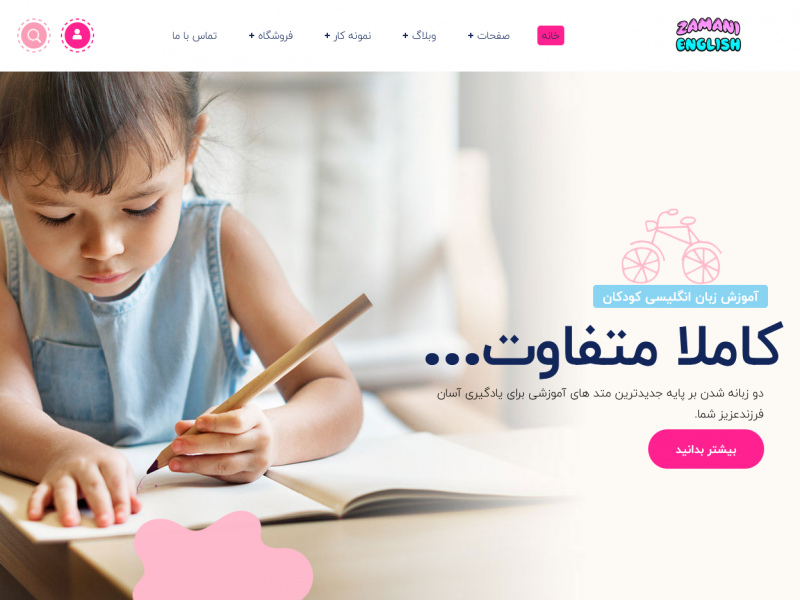 ZAMANI
ENGLISH
خانه
صفحات +
وبلاگ +
نمونه کار +
فروشگاه +
تماس با ما
آموزش زبان انگلیسی کودکان
کاملا متفاوت...
دو زبانه شدن بر پایه جدیدترین متد های آموزشی برای یادگیری آسان
فرزندعزیز شما.
بیشتر بدانید